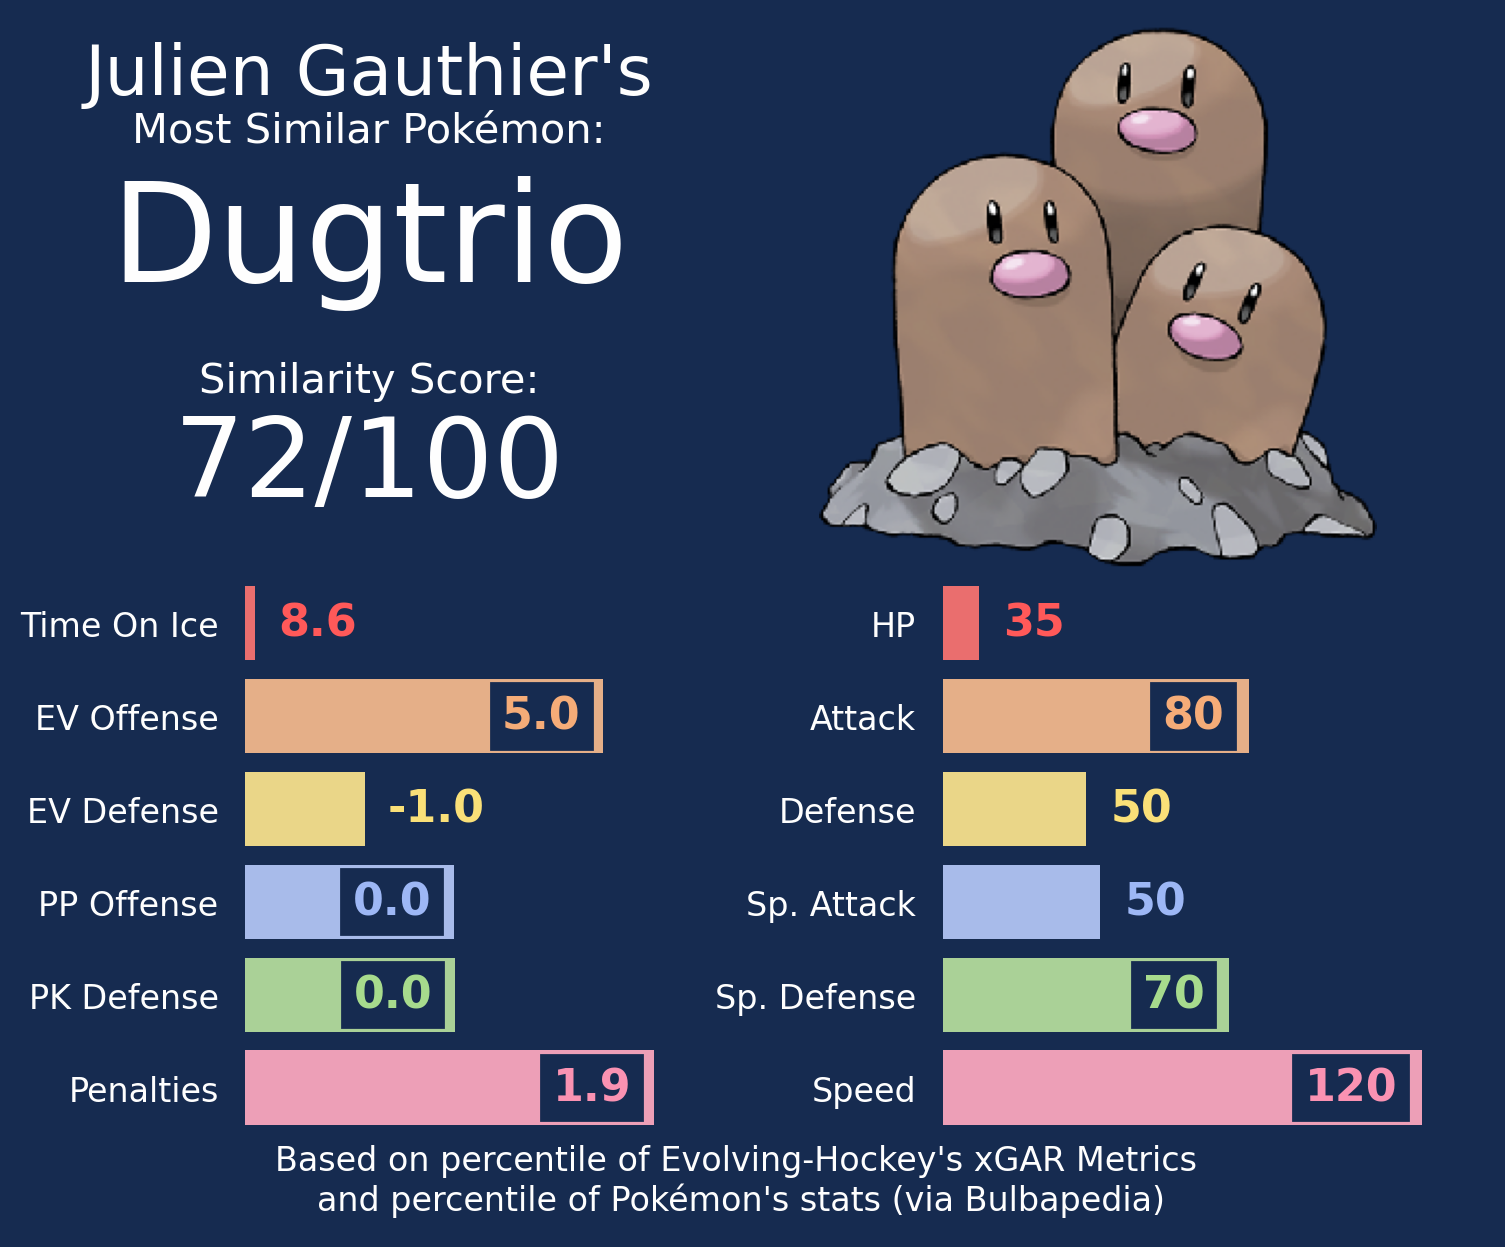 Julien Gauthier's
Most Similar Pokémon:
Dugtrio
Similarity Score:
72/100
Time On Ice 8.6
EV Offense 5.0
EV Defense -1.0
PP Offense 0.0
PK Defense 0.0
Penalties 1.9
HP 35
Attack 80
Defense 50
Sp. Attack 50
Sp. Defense 70
Speed 120
Based on percentile of Evolving-Hockey's xGAR Metrics
and percentile of Pokémon's stats (via Bulbapedia)